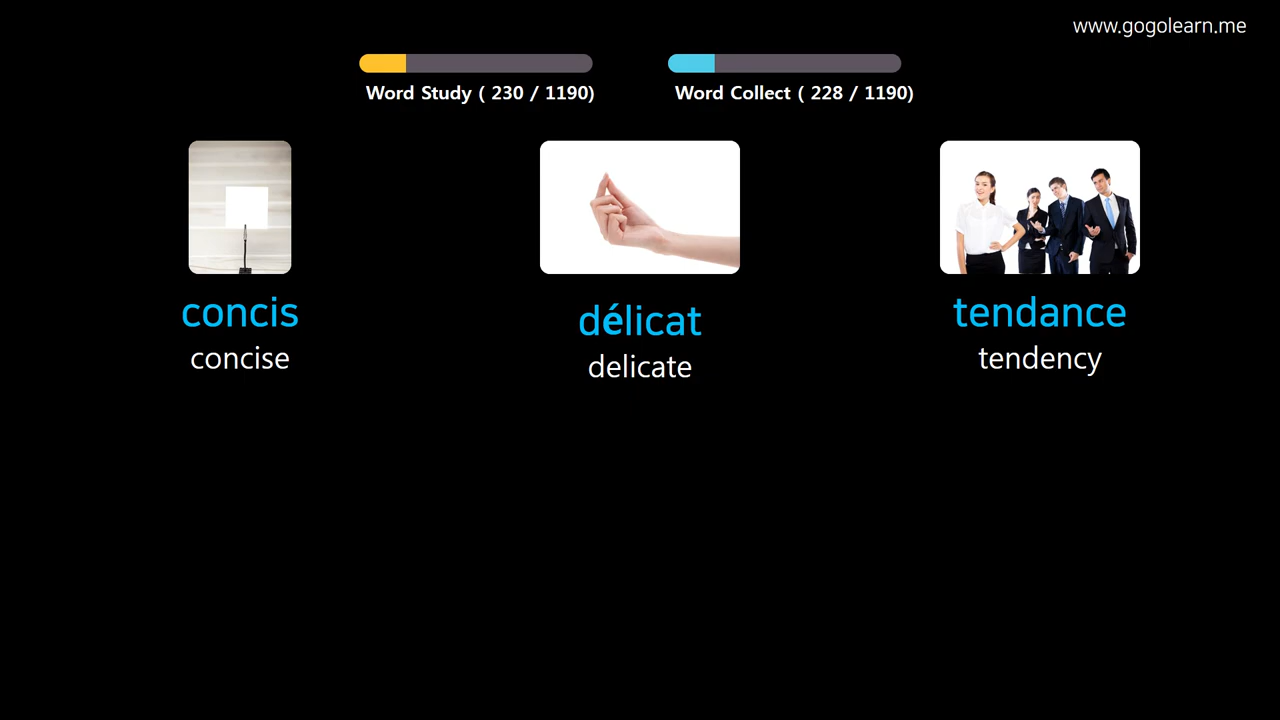 www.gogolearn.me
Word Study ( 230 / 1190)
Word Collect ( 228 / 1190)
concis
concise
délicat
delicate
tendance
tendency